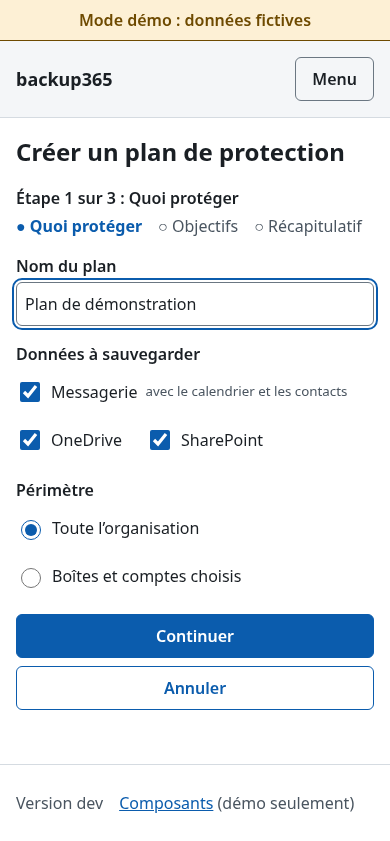 Mode démo : données fictives
backup365
Menu
Créer un plan de protection
Étape 1 sur 3 : Quoi protéger
● Quoi protéger ○ Objectifs ○ Récapitulatif
Nom du plan
Plan de démonstration
Données à sauvegarder
Messagerie avec le calendrier et les contacts
OneDrive SharePoint
Périmètre
Toute l’organisation
Boîtes et comptes choisis
Continuer
Annuler
Version dev Composants (démo seulement)